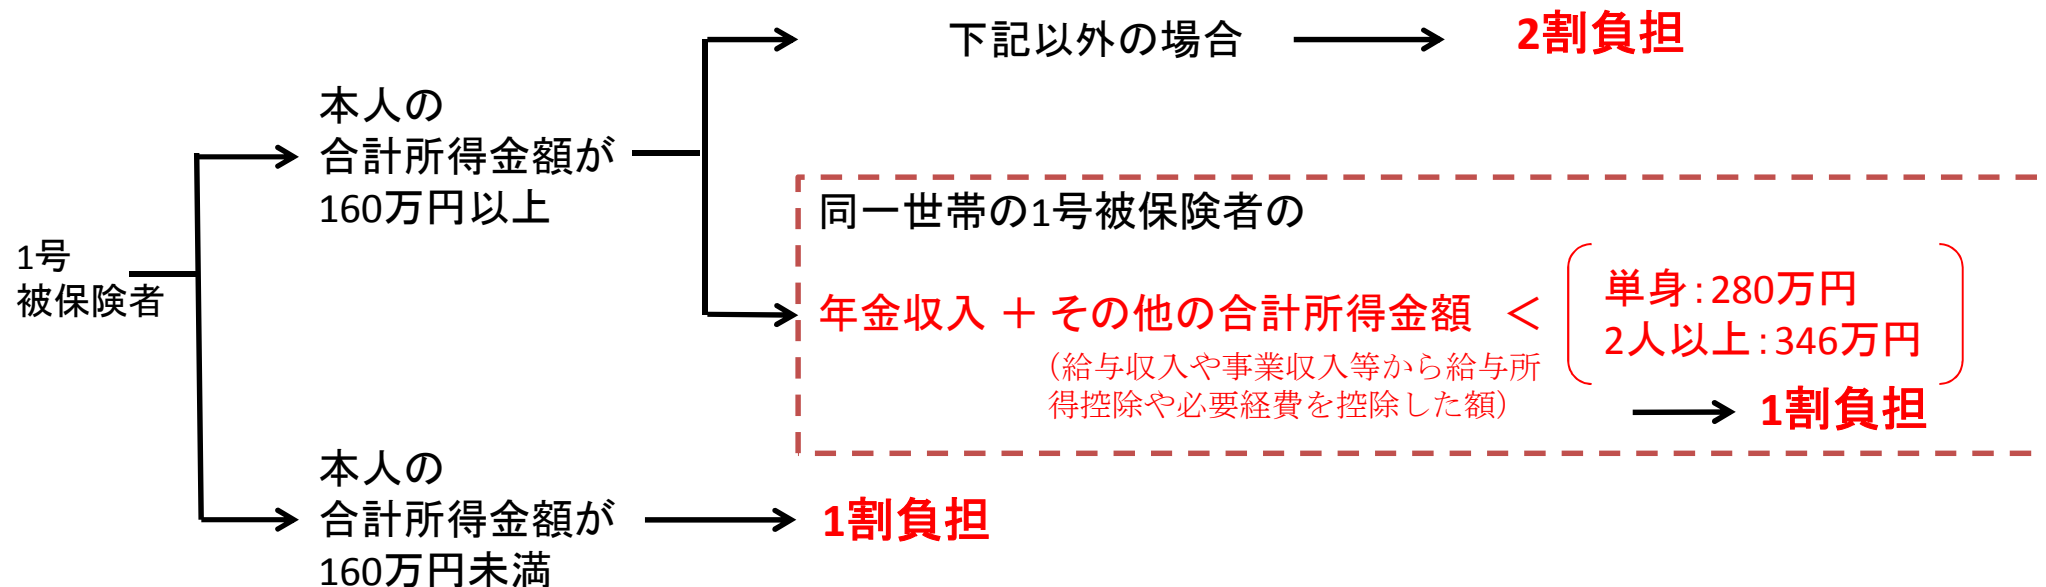 1号
被保険者
本人の
合計所得金額が
160万円以上
下記以外の場合
2割負担
同一世帯の1号被保険者の
年金収入 ＋ その他の合計所得金額 ＜
（給与収入や事業収入等から給与所
得控除や必要経費を控除した額）
単身：280万円
2人以上：346万円
1割負担
本人の
合計所得金額が
160万円未満
1割負担